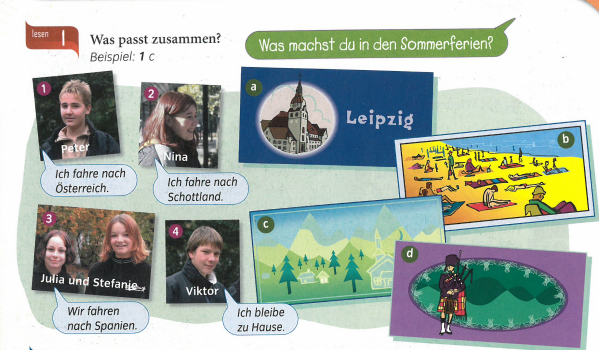 lesen 1
Was passt zusammen?
Beispiel: 1 c
Was machst du in den Sommerferien?
1
Peter
Ich fahre nach
Österreich.
2
Nina
Ich fahre nach
Schottland.
a
Leipzig
b
3
Julia und Stefanie
Wir fahren
nach Spanien.
4
Viktor
Ich bleibe
zu Hause.
c
d